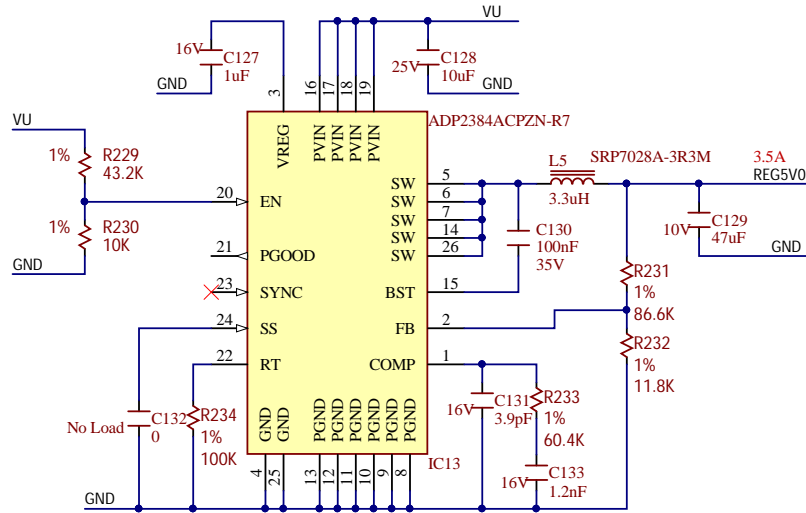 VU
16V
C127
1uF
GND
25V
C128
10uF
GND
3
16
17
18
19
ADP2384ACPZN-R7
VREG
PVIN
PVIN
PVIN
PVIN
VU
1%
R229
43.2K
1%
R230
10K
GND
20
EN
21
PGOOD
23
SYNC
24
SS
22
RT
SW
5
SW
6
SW
7
SW
14
SW
26
BST
15
FB
2
COMP
1
L5
SRP7028A-3R3M
3.3uH
3.5A
REG5V0
C130
100nF
35V
10V
C129
47uF
GND
R231
1%
86.6K
R232
1%
11.8K
No Load
C132
0
R234
1%
100K
16V
C131
3.9pF
R233
1%
60.4K
16V
C133
1.2nF
GND
GND
PGND
PGND
PGND
PGND
PGND
PGND
IC13
4
25
13
12
11
10
9
8
GND